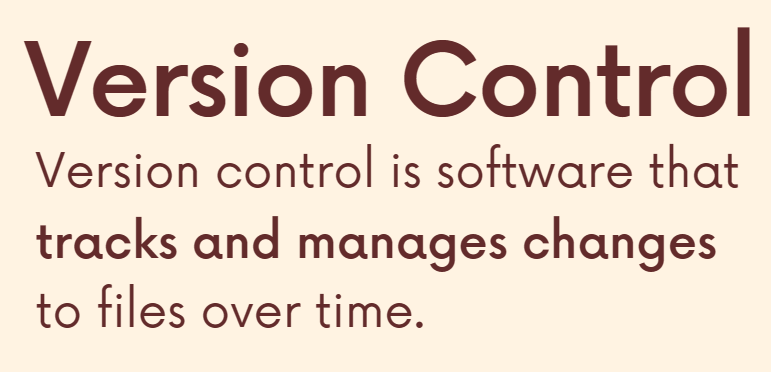 Version Control
Version control is software that
tracks and manages changes
to files over time.